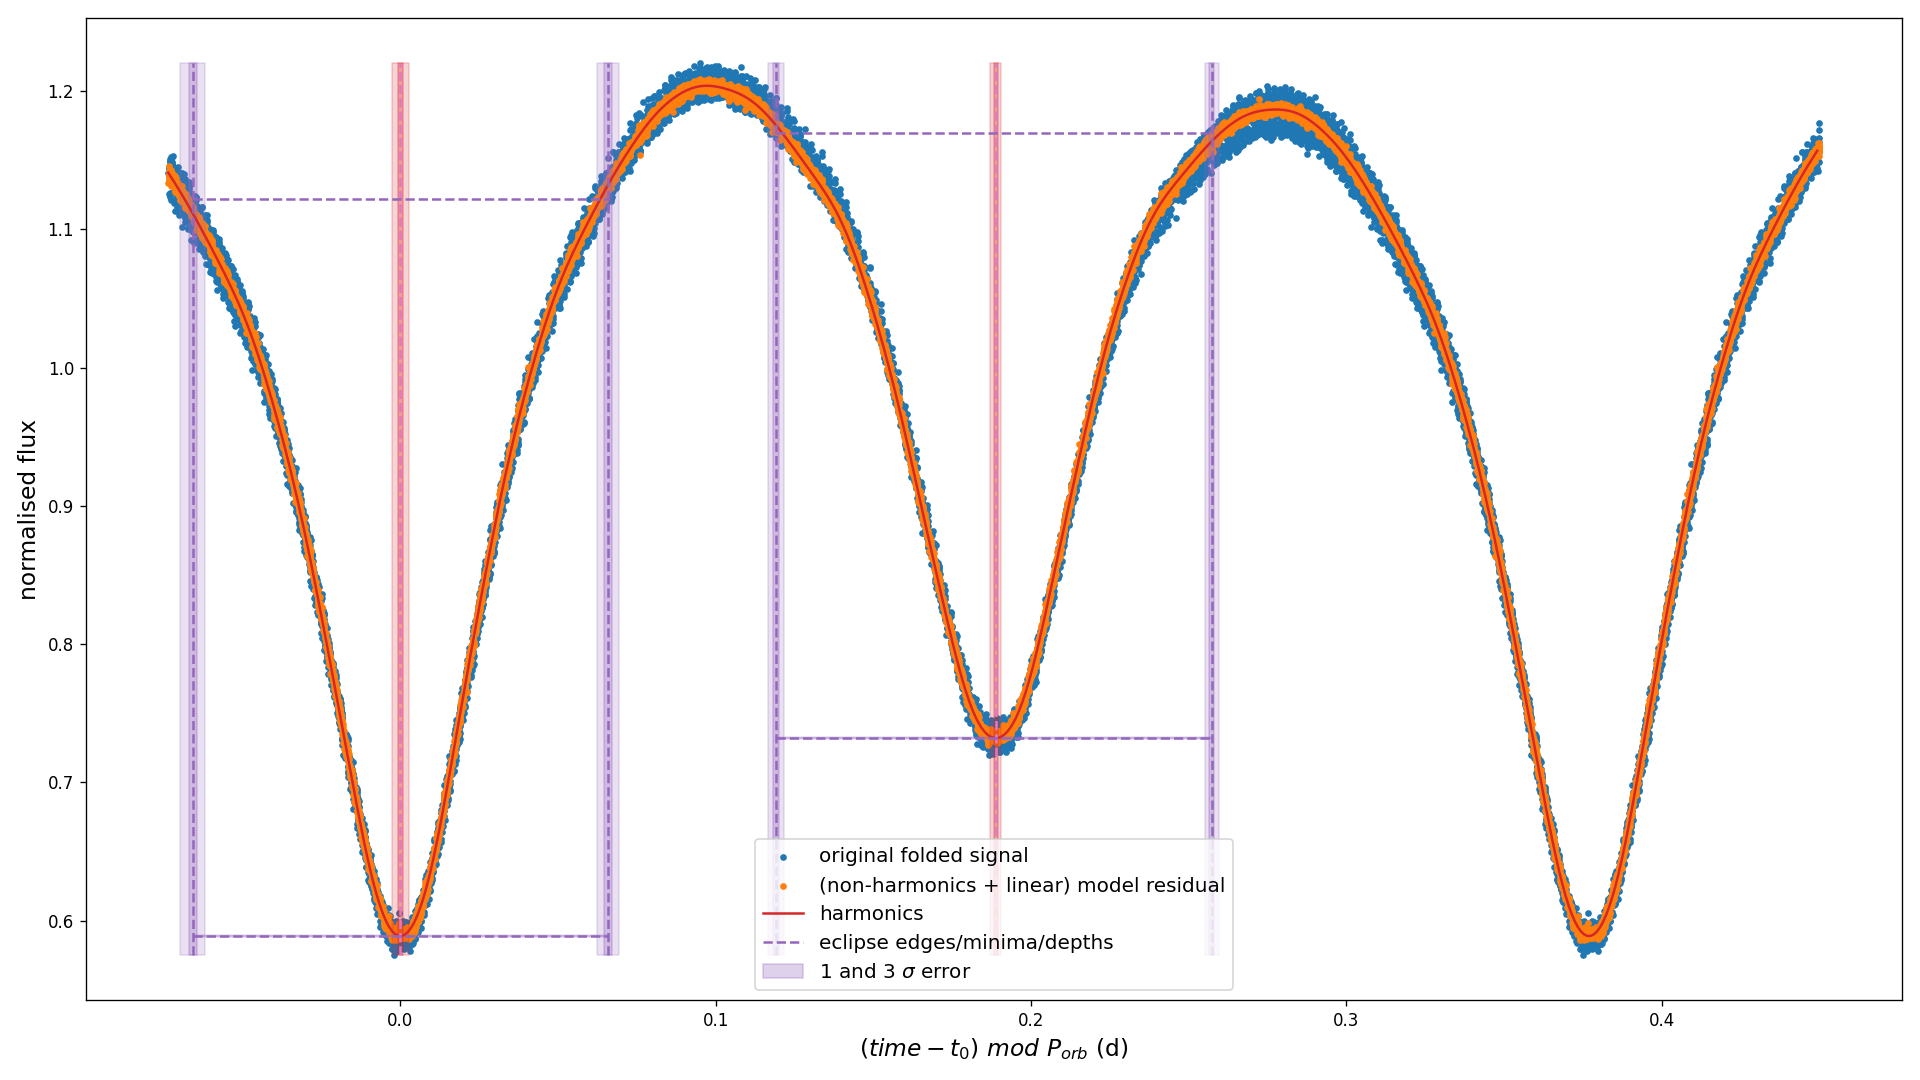 normalised flux
1.2
1.1
1.0
0.9
0.8
0.7
0.6
original folded signal
(non-harmonics + linear) model residual
harmonics
eclipse edges/minima/depths
1 and 3 σ error
0.0 0.1 0.2 0.3 0.4
(time − t₀) mod Pₒᵣb (d)